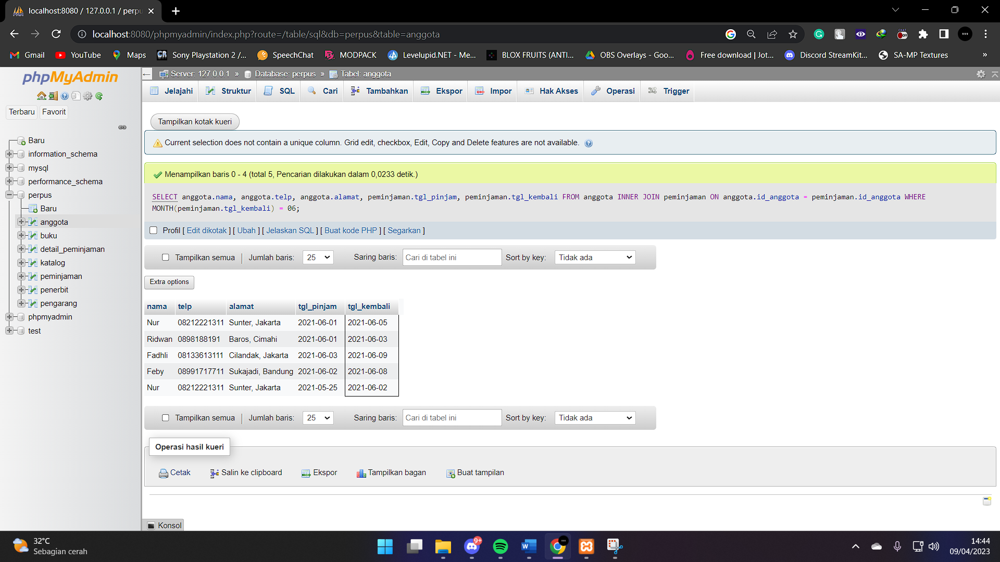 localhost:8080 / 127.0.0.1 / perpu
localhost:8080/phpmyadmin/index.php?route=/table/sql&db=perpus&table=anggota
Gmail YouTube Maps Sony Playstation 2 /... SpeechChat MODPACK Levelupid.NET - Me... BLOX FRUITS (ANTI... OBS Overlays - Goo... Free download | Jot... Discord StreamKit... SA-MP Textures »
phpMyAdmin
Terbaru Favorit
Baru
information_schema
mysql
performance_schema
perpus
Baru
anggota
buku
detail_peminjaman
katalog
peminjaman
penerbit
pengarang
phpmyadmin
test
Server: 127.0.0.1 » Database: perpus » Tabel: anggota
Jelajahi Struktur SQL Cari Tambahkan Ekspor Impor Hak Akses Operasi Trigger
Tampilkan kotak kueri
Current selection does not contain a unique column. Grid edit, checkbox, Edit, Copy and Delete features are not available.
Menampilkan baris 0 - 4 (total 5, Pencarian dilakukan dalam 0,0233 detik.)
SELECT anggota.nama, anggota.telp, anggota.alamat, peminjaman.tgl_pinjam, peminjaman.tgl_kembali FROM anggota INNER JOIN peminjaman ON anggota.id_anggota = peminjaman.id_anggota WHERE
MONTH(peminjaman.tgl_kembali) = 06;
Profil [ Edit dikotak ] [ Ubah ] [ Jelaskan SQL ] [ Buat kode PHP ] [ Segarkan ]
Tampilkan semua | Jumlah baris: 25 Saring baris: Cari di tabel ini Sort by key: Tidak ada
Extra options
nama telp alamat tgl_pinjam tgl_kembali
Nur 08212221311 Sunter, Jakarta 2021-06-01 2021-06-05
Ridwan 0898188191 Baros, Cimahi 2021-06-01 2021-06-03
Fadhli 08133613111 Cilandak, Jakarta 2021-06-03 2021-06-09
Feby 08991717711 Sukajadi, Bandung 2021-06-02 2021-06-08
Nur 08212221311 Sunter, Jakarta 2021-05-25 2021-06-02
Tampilkan semua | Jumlah baris: 25 Saring baris: Cari di tabel ini Sort by key: Tidak ada
Operasi hasil kueri
Cetak Salin ke clipboard Ekspor Tampilkan bagan Buat tampilan
Konsol
32°C
Sebagian cerah
9+
14:44
09/04/2023